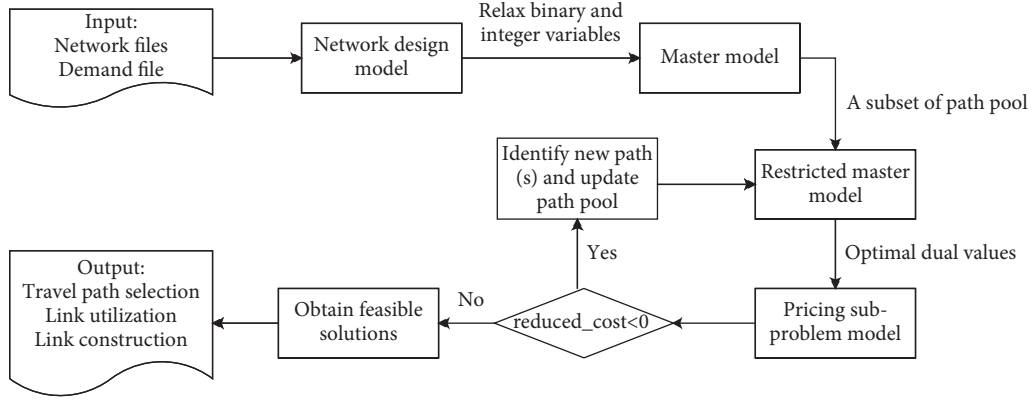 Input:
Network files
Demand file
Network design
model
Relax binary and
integer variables
Master model
A subset of path pool
Identify new path
(s) and update
path pool
Restricted master
model
Optimal dual values
Yes
Output:
Travel path selection
Link utilization
Link construction
Obtain feasible
solutions
No
reduced_cost<0
Pricing sub-
problem model